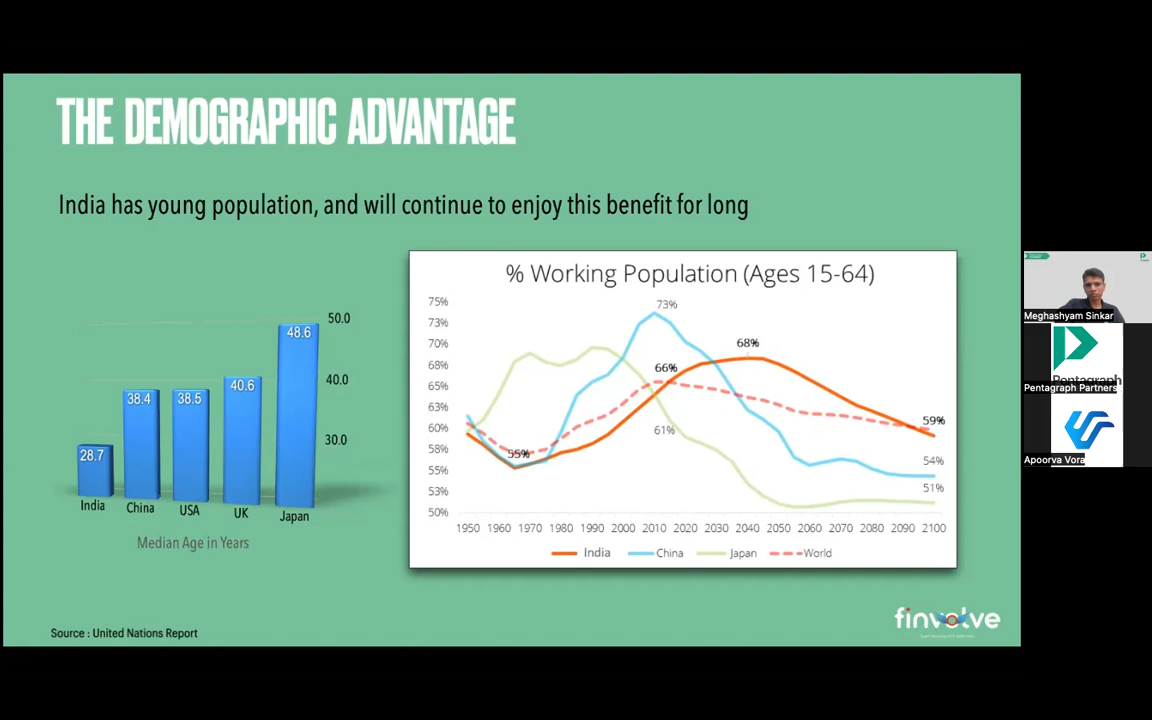 THE DEMOGRAPHIC ADVANTAGE
India has young population, and will continue to enjoy this benefit for long
50.0
40.0
30.0
28.7
38.4
38.5
40.6
48.6
India
China
USA
UK
Japan
Median Age in Years
% Working Population (Ages 15-64)
75%
73%
70%
68%
65%
63%
60%
58%
55%
53%
50%
73%
68%
66%
61%
55%
59%
54%
51%
1950 1960 1970 1980 1990 2000 2010 2020 2030 2040 2050 2060 2070 2080 2090 2100
India China Japan World
Source : United Nations Report
finvolve
Meghashyam Sinkar
Pentagraph
Pentagraph Partners
Apoorva Vora